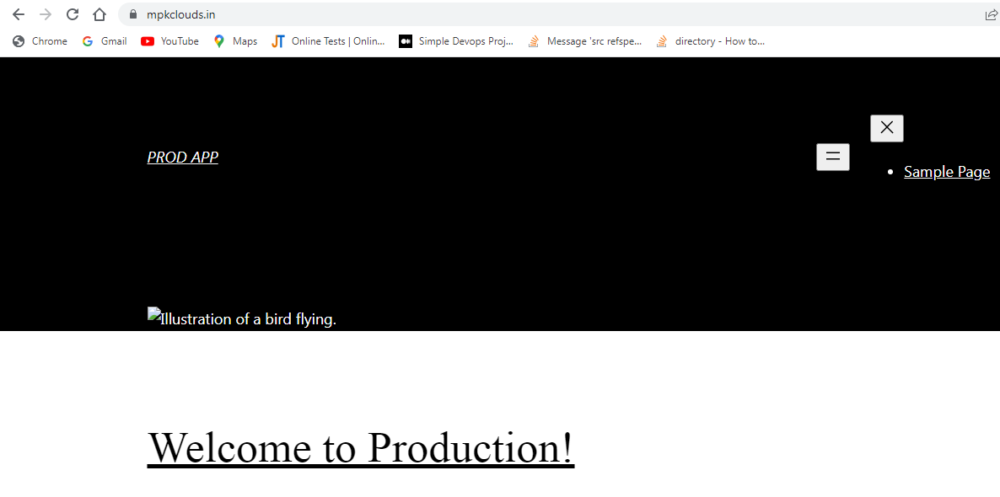 mpkclouds.in
Chrome Gmail YouTube Maps Online Tests | Onlin... Simple Devops Proj... Message 'src refspe... directory - How to...
PROD APP
Sample Page
Illustration of a bird flying.
Welcome to Production!